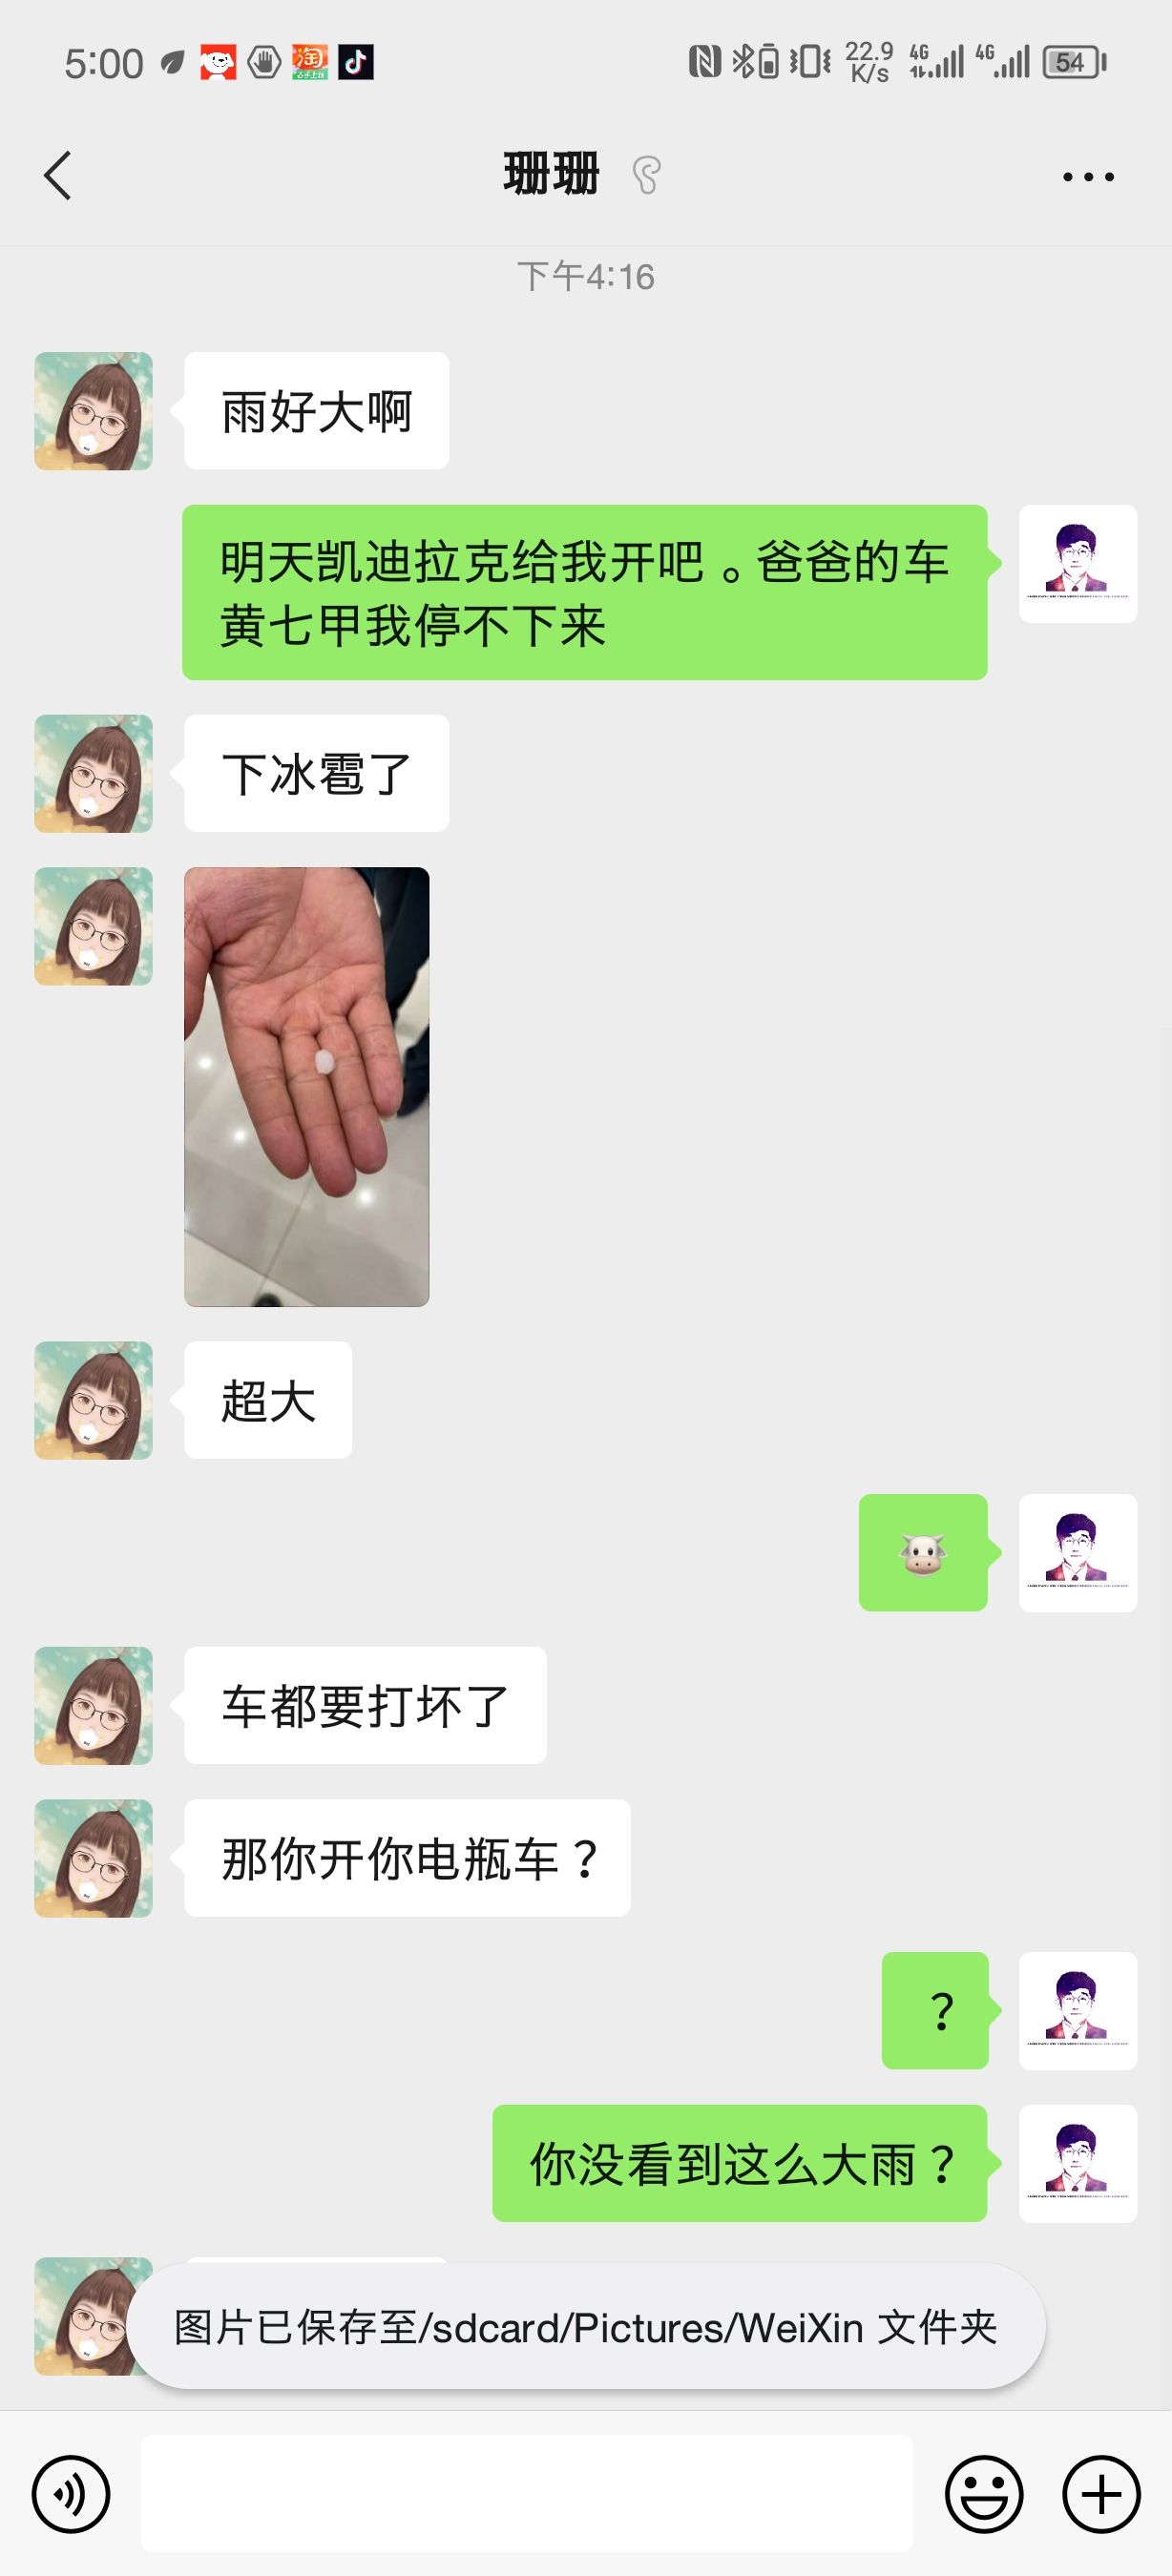 5:00
淘
22.9
K/s
4G
4G
54
珊珊
下午4:16
雨好大啊
明天凯迪拉克给我开吧。爸爸的车
黄七甲我停不下来
下冰雹了
超大
车都要打坏了
那你开你电瓶车？
？
你没看到这么大雨？
图片已保存至/sdcard/Pictures/WeiXin 文件夹